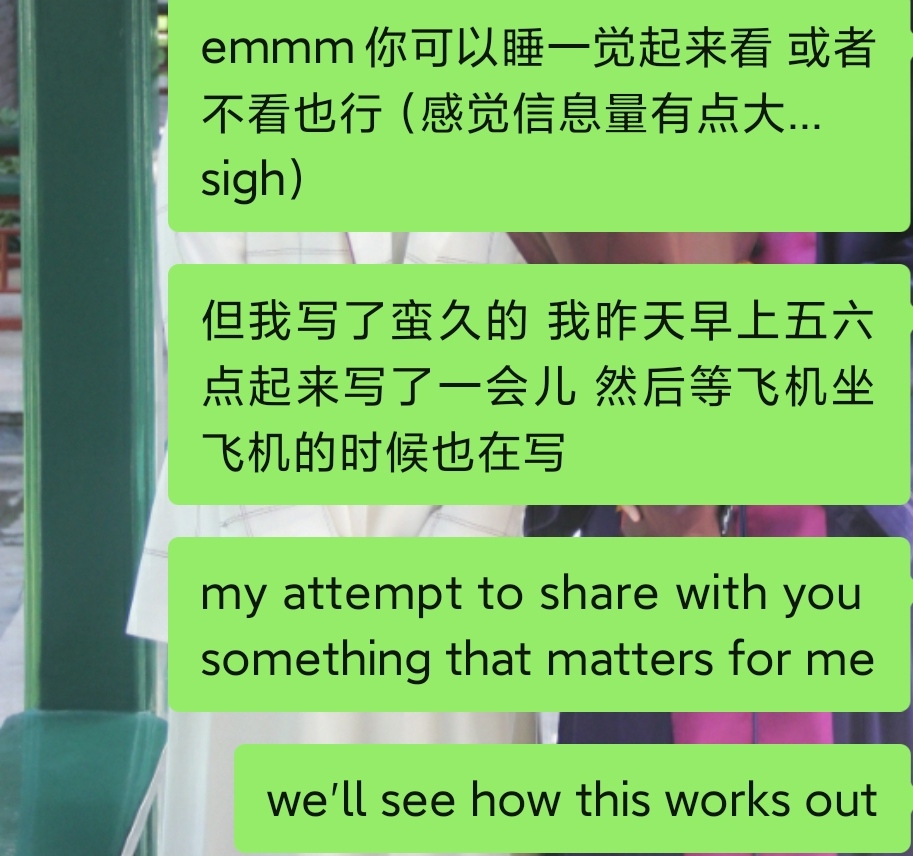 emmm 你可以睡一觉起来看 或者
不看也行（感觉信息量有点大...
sigh）
但我写了蛮久的 我昨天早上五六
点起来写了一会儿 然后等飞机坐
飞机的时候也在写
my attempt to share with you
something that matters for me
we'll see how this works out